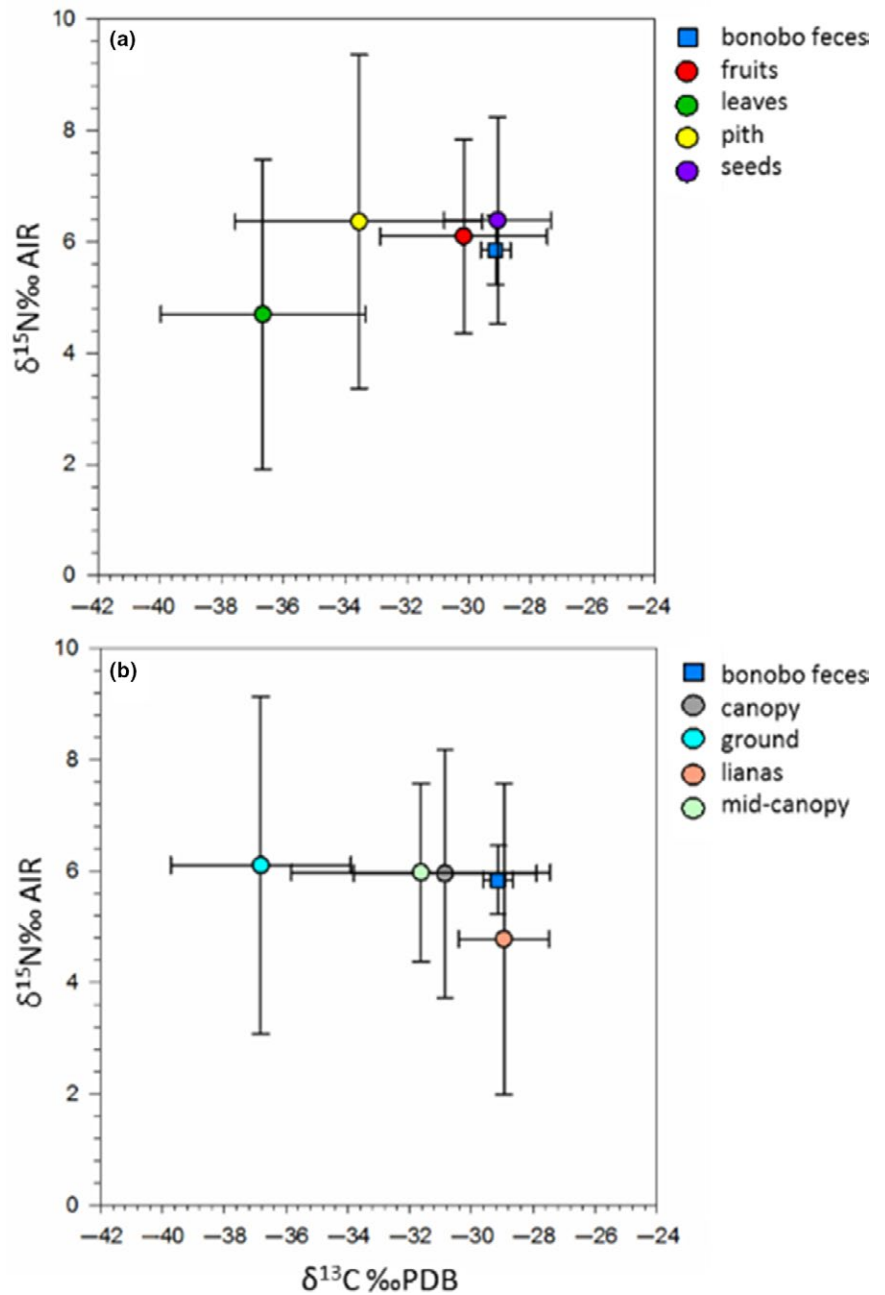 (a)
10
8
6
4
2
0
δ¹⁵N‰ AIR
−42 −40 −38 −36 −34 −32 −30 −28 −26 −24
bonobo feces
fruits
leaves
pith
seeds
(b)
10
8
6
4
2
0
δ¹⁵N‰ AIR
−42 −40 −38 −36 −34 −32 −30 −28 −26 −24
δ¹³C ‰PDB
bonobo feces
canopy
ground
lianas
mid-canopy